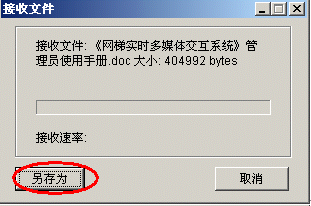 接收文件
接收文件: 《网梯实时多媒体交互系统》管
理员使用手册.doc 大小: 404992 bytes
接收速率:
另存为 取消